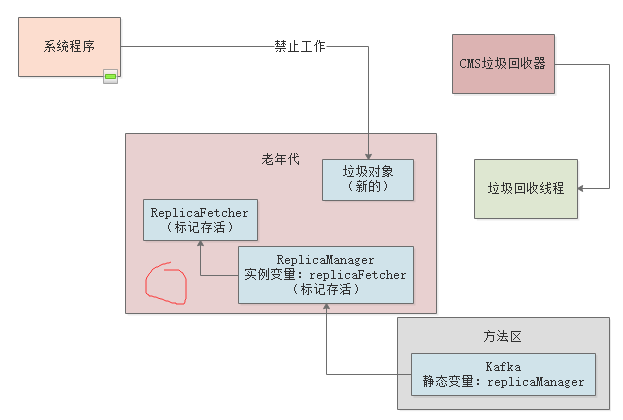 系统程序
禁止工作
CMS垃圾回收器
老年代
垃圾对象
（新的）
垃圾回收线程
ReplicaFetcher
（标记存活）
ReplicaManager
实例变量：replicaFetcher
（标记存活）
方法区
Kafka
静态变量：replicaManager